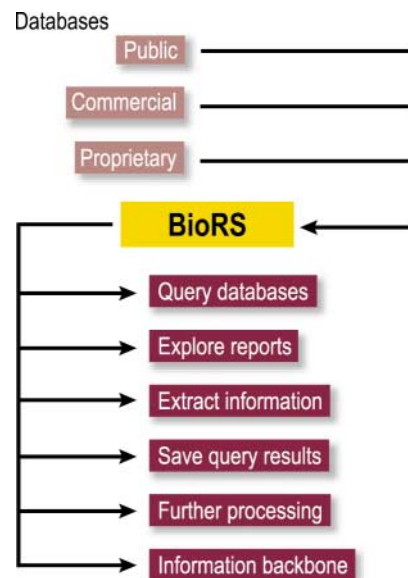 Databases
Public
Commercial
Proprietary
BioRS
Query databases
Explore reports
Extract information
Save query results
Further processing
Information backbone